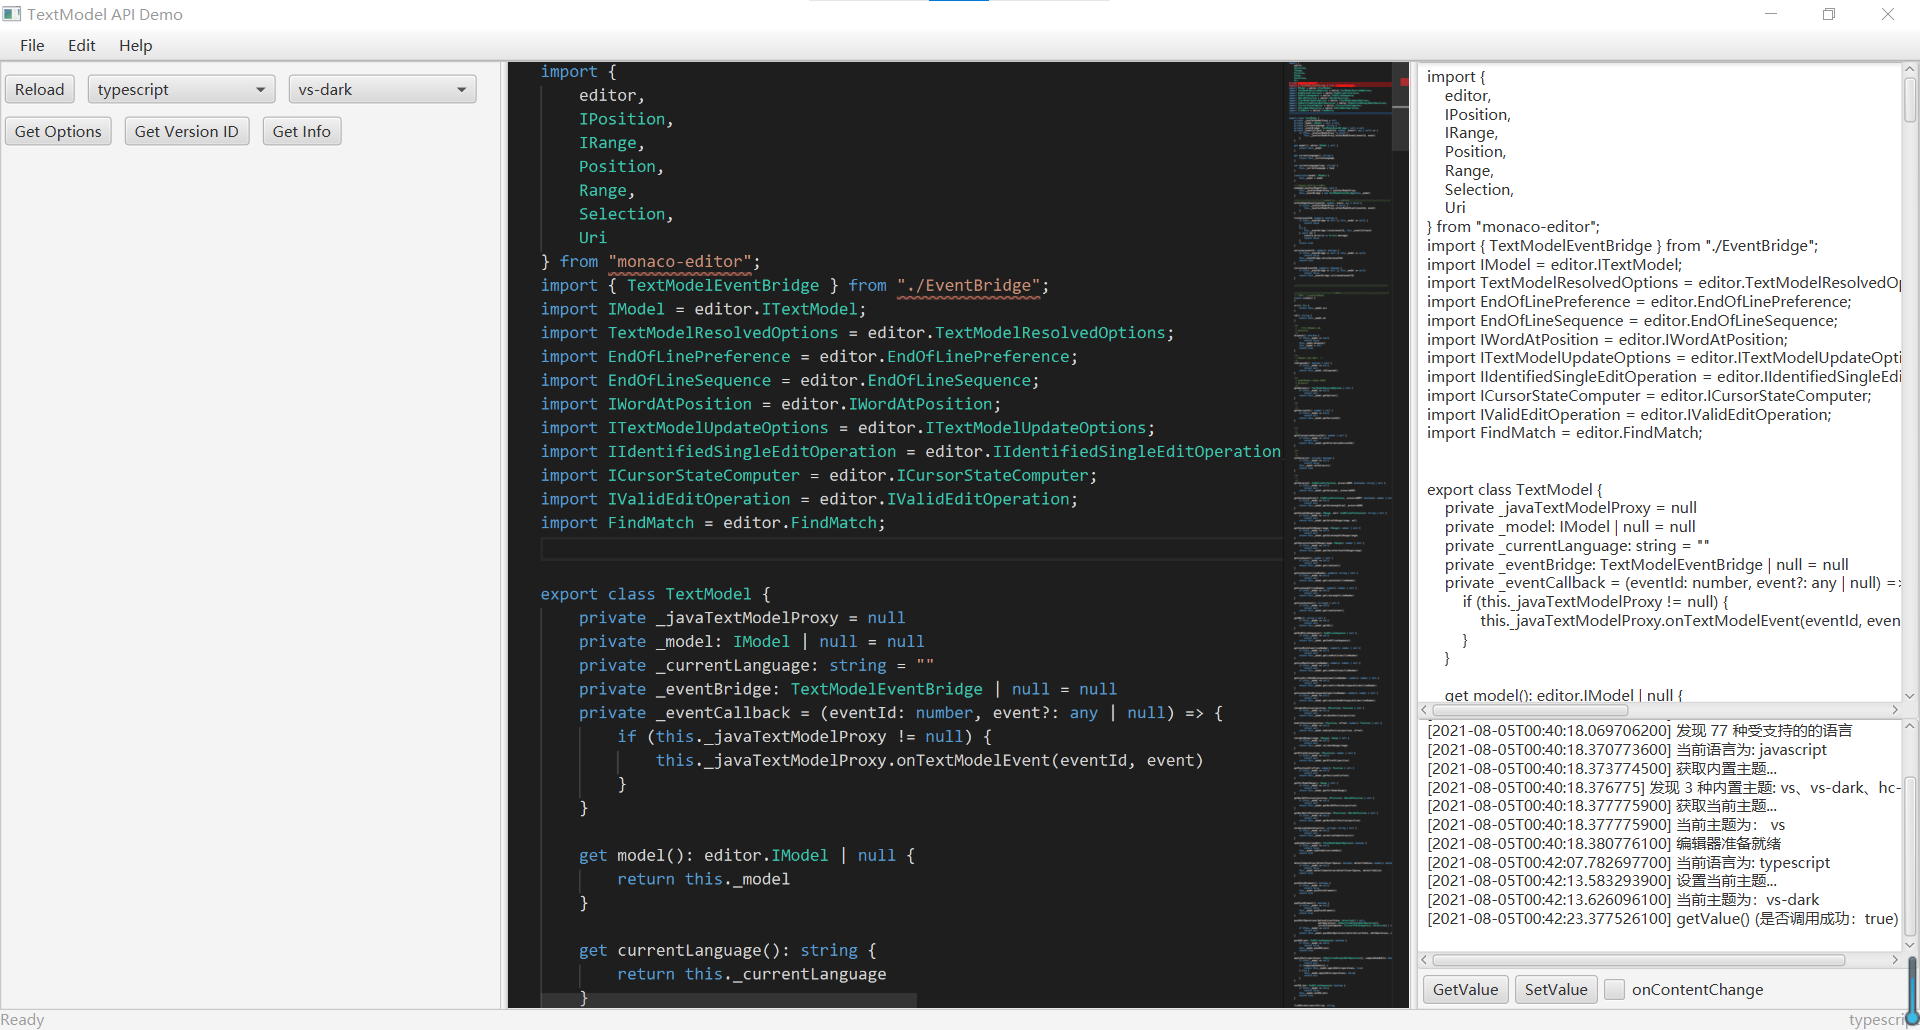 TextModel API Demo
File Edit Help
Reload typescript vs-dark
Get Options Get Version ID Get Info
import {
    editor,
    IPosition,
    IRange,
    Position,
    Range,
    Selection,
    Uri
} from "monaco-editor";
import { TextModelEventBridge } from "./EventBridge";
import IModel = editor.ITextModel;
import TextModelResolvedOptions = editor.TextModelResolvedOptions;
import EndOfLinePreference = editor.EndOfLinePreference;
import EndOfLineSequence = editor.EndOfLineSequence;
import IWordAtPosition = editor.IWordAtPosition;
import ITextModelUpdateOptions = editor.ITextModelUpdateOptions;
import IIdentifiedSingleEditOperation = editor.IIdentifiedSingleEditOperation
import ICursorStateComputer = editor.ICursorStateComputer;
import IValidEditOperation = editor.IValidEditOperation;
import FindMatch = editor.FindMatch;
export class TextModel {
    private _javaTextModelProxy = null
    private _model: IModel | null = null
    private _currentLanguage: string = ""
    private _eventBridge: TextModelEventBridge | null = null
    private _eventCallback = (eventId: number, event?: any | null) => {
        if (this._javaTextModelProxy != null) {
            this._javaTextModelProxy.onTextModelEvent(eventId, event)
        }
    }
    get model(): editor.IModel | null {
        return this._model
    }
    get currentLanguage(): string {
        return this._currentLanguage
    }
import {
    editor,
    IPosition,
    IRange,
    Position,
    Range,
    Selection,
    Uri
} from "monaco-editor";
import { TextModelEventBridge } from "./EventBridge";
import IModel = editor.ITextModel;
import TextModelResolvedOptions = editor.TextModelResolvedO
import EndOfLinePreference = editor.EndOfLinePreference;
import EndOfLineSequence = editor.EndOfLineSequence;
import IWordAtPosition = editor.IWordAtPosition;
import ITextModelUpdateOptions = editor.ITextModelUpdateOpti
import IIdentifiedSingleEditOperation = editor.IIdentifiedSingleEdi
import ICursorStateComputer = editor.ICursorStateComputer;
import IValidEditOperation = editor.IValidEditOperation;
import FindMatch = editor.FindMatch;
export class TextModel {
    private _javaTextModelProxy = null
    private _model: IModel | null = null
    private _currentLanguage: string = ""
    private _eventBridge: TextModelEventBridge | null = null
    private _eventCallback = (eventId: number, event?: any | null) =>
        if (this._javaTextModelProxy != null) {
            this._javaTextModelProxy.onTextModelEvent(eventId, even
        }
    }
    get model(): editor.IModel | null {
[2021-08-05T00:40:18.069706200] 发现 77 种受支持的的语言
[2021-08-05T00:40:18.370773600] 当前语言为: javascript
[2021-08-05T00:40:18.373774500] 获取内置主题...
[2021-08-05T00:40:18.376775] 发现 3 种内置主题: vs、vs-dark、hc-
[2021-08-05T00:40:18.377775900] 获取当前主题...
[2021-08-05T00:40:18.377775900] 当前主题为： vs
[2021-08-05T00:40:18.380776100] 编辑器准备就绪
[2021-08-05T00:42:07.782697700] 当前语言为: typescript
[2021-08-05T00:42:13.583293900] 设置当前主题...
[2021-08-05T00:42:13.626096100] 当前主题为：vs-dark
[2021-08-05T00:42:23.377526100] getValue() (是否调用成功：true)
GetValue SetValue onContentChange
Ready typescri